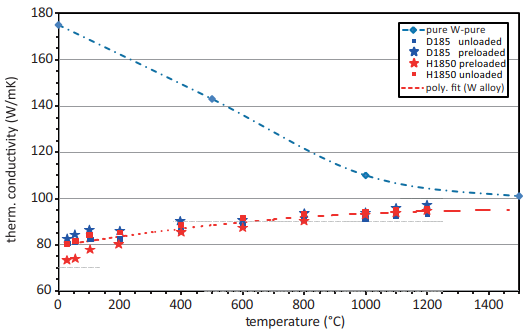 180
160
140
120
100
80
60
therm. conductivity (W/mK)
pure W-pure
D185 unloaded
D185 preloaded
H1850 preloaded
H1850 unloaded
poly. fit (W alloy)
0 200 400 600 800 1000 1200 1400
temperature (°C)